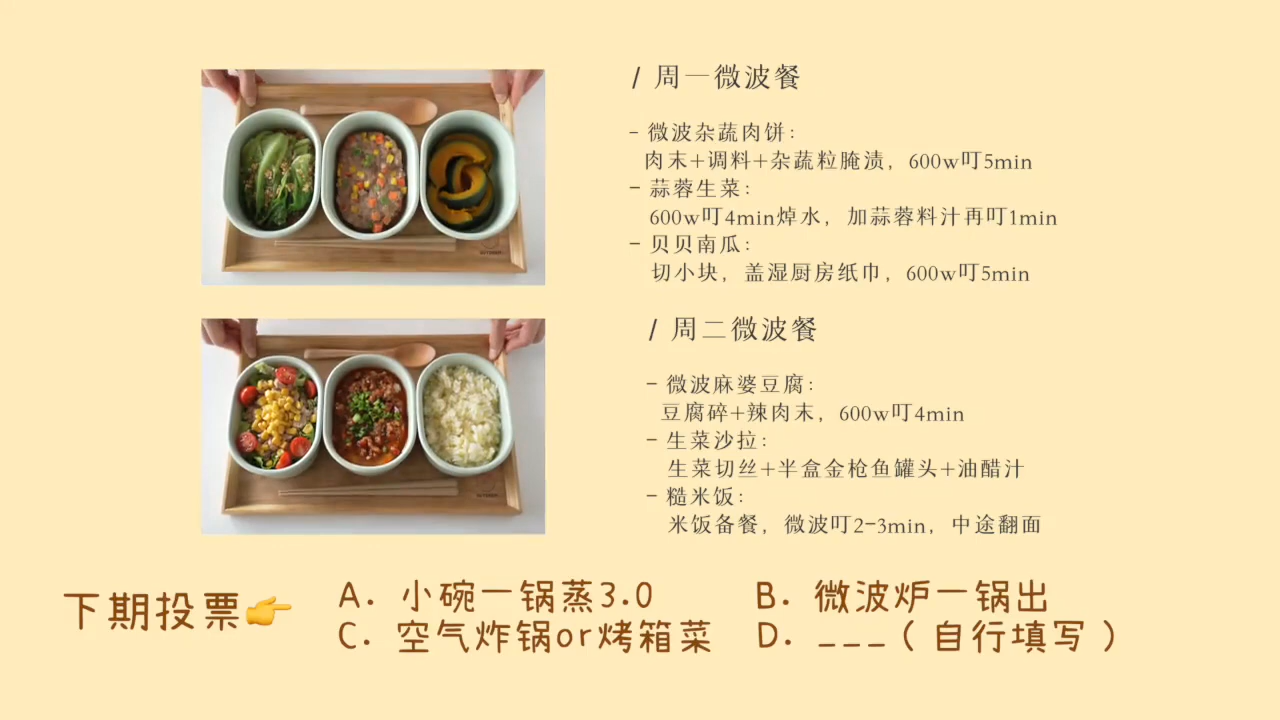 / 周一微波餐
- 微波杂蔬肉饼：
肉末+调料+杂蔬粒腌渍，600w叮5min
- 蒜蓉生菜：
600w叮4min焯水，加蒜蓉料汁再叮1min
- 贝贝南瓜：
切小块，盖湿厨房纸巾，600w叮5min
/ 周二微波餐
- 微波麻婆豆腐：
豆腐碎+辣肉末，600w叮4min
- 生菜沙拉：
生菜切丝+半盒金枪鱼罐头+油醋汁
- 糙米饭：
米饭备餐，微波叮2-3min，中途翻面
下期投票👉
A. 小碗一锅蒸3.0
B. 微波炉一锅出
C. 空气炸锅or烤箱菜
D. ___（自行填写）